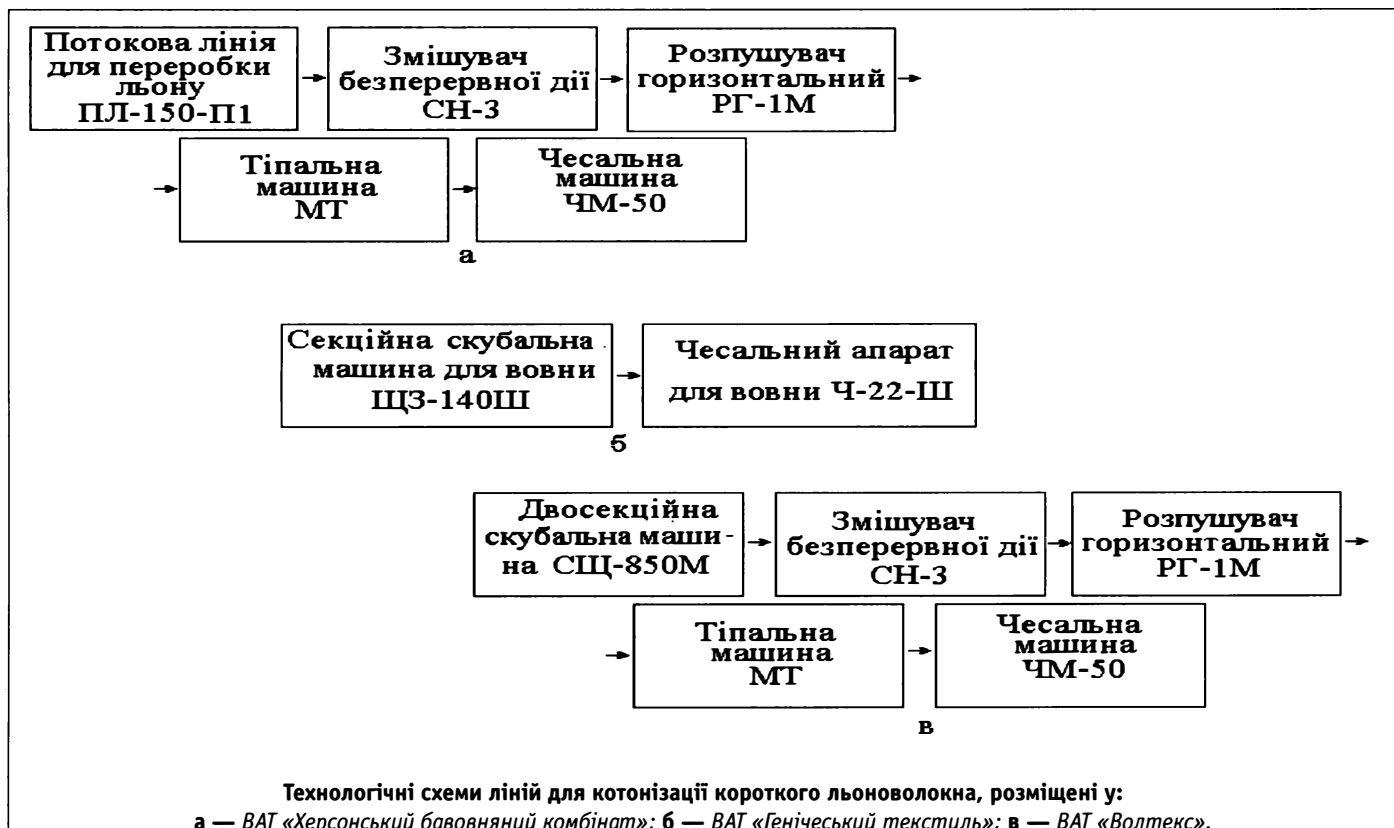 Потокова лінія
для переробки
льону
ПЛ-150-П1
Змішувач
безперервної дії
СН-3
Розпушувач
горизонтальний
РГ-1М
Тіпальна
машина
МТ
Чесальна
машина
ЧМ-50
а
Секційна скубальна
машина для вовни
ЩЗ-140Ш
Чесальний апарат
для вовни Ч-22-Ш
б
Двосекційна
скубальна маши-
на СЩ-850М
Змішувач
безперервної дії
СН-3
Розпушувач
горизонтальний
РГ-1М
Тіпальна
машина
МТ
Чесальна
машина
ЧМ-50
в
Технологічні схеми ліній для котонізації короткого льоноволокна, розміщені у:
а — ВАТ «Херсонський бавовняний комбінат»; б — ВАТ «Генічеський текстиль»; в — ВАТ «Волтекс».